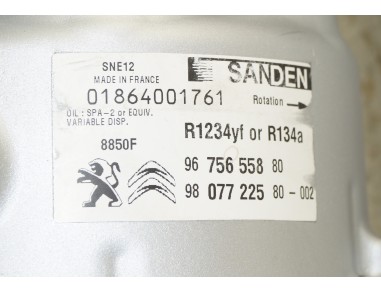 SNE12
MADE IN FRANCE
SANDEN
01864001761
Rotation →
OIL : SPA-2 or EQUIV.
VARIABLE DISP.
8850F
R1234yf or R134a
96 756 558 80
98 077 225 80 - 002